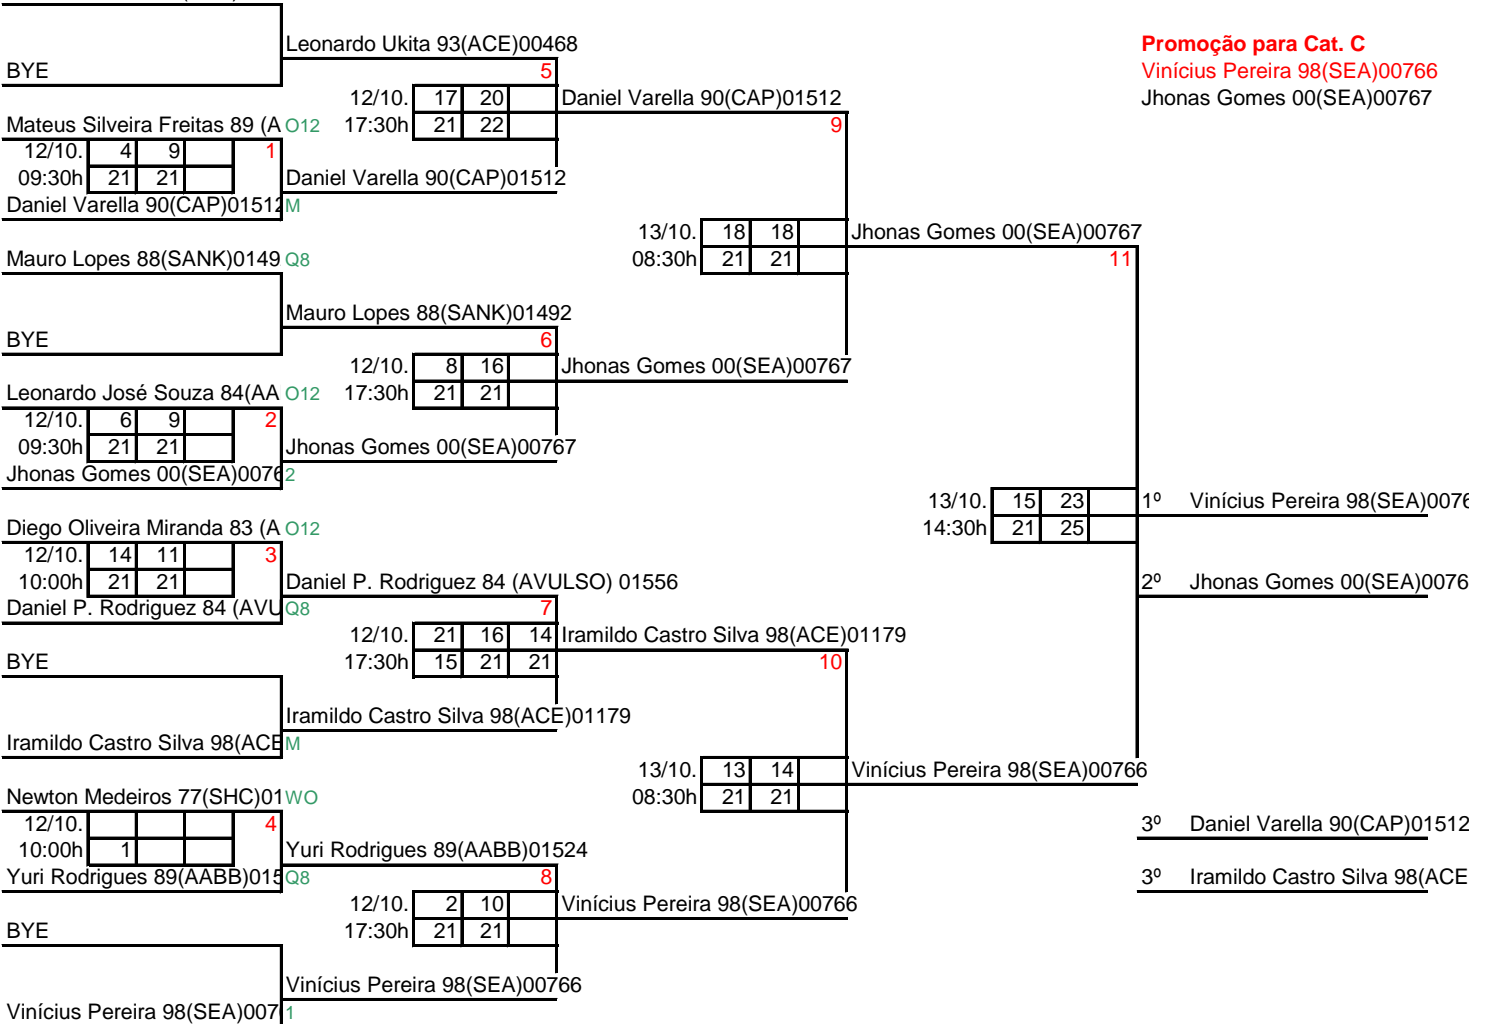 Leonardo Ukita 93(ACE)00468
Promoção para Cat. C
BYE
5
Vinícius Pereira 98(SEA)00766
12/10. 17 20
Daniel Varella 90(CAP)01512
Jhonas Gomes 00(SEA)00767
Mateus Silveira Freitas 89 (A O12
17:30h 21 22
9
12/10. 4 9
1
09:30h 21 21
Daniel Varella 90(CAP)01512
Daniel Varella 90(CAP)01512 M
13/10. 18 18
Jhonas Gomes 00(SEA)00767
Mauro Lopes 88(SANK)0149 Q8
08:30h 21 21
11
Mauro Lopes 88(SANK)01492
BYE
6
12/10. 8 16
Jhonas Gomes 00(SEA)00767
Leonardo José Souza 84(AA O12
17:30h 21 21
12/10. 6 9
2
09:30h 21 21
Jhonas Gomes 00(SEA)00767
Jhonas Gomes 00(SEA)0076 2
13/10. 15 23
1º Vinícius Pereira 98(SEA)0076
Diego Oliveira Miranda 83 (A O12
14:30h 21 25
12/10. 14 11
3
10:00h 21 21
Daniel P. Rodriguez 84 (AVULSO) 01556
2º Jhonas Gomes 00(SEA)0076
Daniel P. Rodriguez 84 (AVU Q8
7
12/10. 21 16 14
Iramildo Castro Silva 98(ACE)01179
BYE
17:30h 15 21 21
10
Iramildo Castro Silva 98(ACE)01179
Iramildo Castro Silva 98(ACE M
13/10. 13 14
Vinícius Pereira 98(SEA)00766
Newton Medeiros 77(SHC)01 WO
08:30h 21 21
12/10.
4
3º Daniel Varella 90(CAP)01512
10:00h 1
Yuri Rodrigues 89(AABB)01524
Yuri Rodrigues 89(AABB)015 Q8
8
3º Iramildo Castro Silva 98(ACE
12/10. 2 10
Vinícius Pereira 98(SEA)00766
BYE
17:30h 21 21
Vinícius Pereira 98(SEA)00766
Vinícius Pereira 98(SEA)007 1